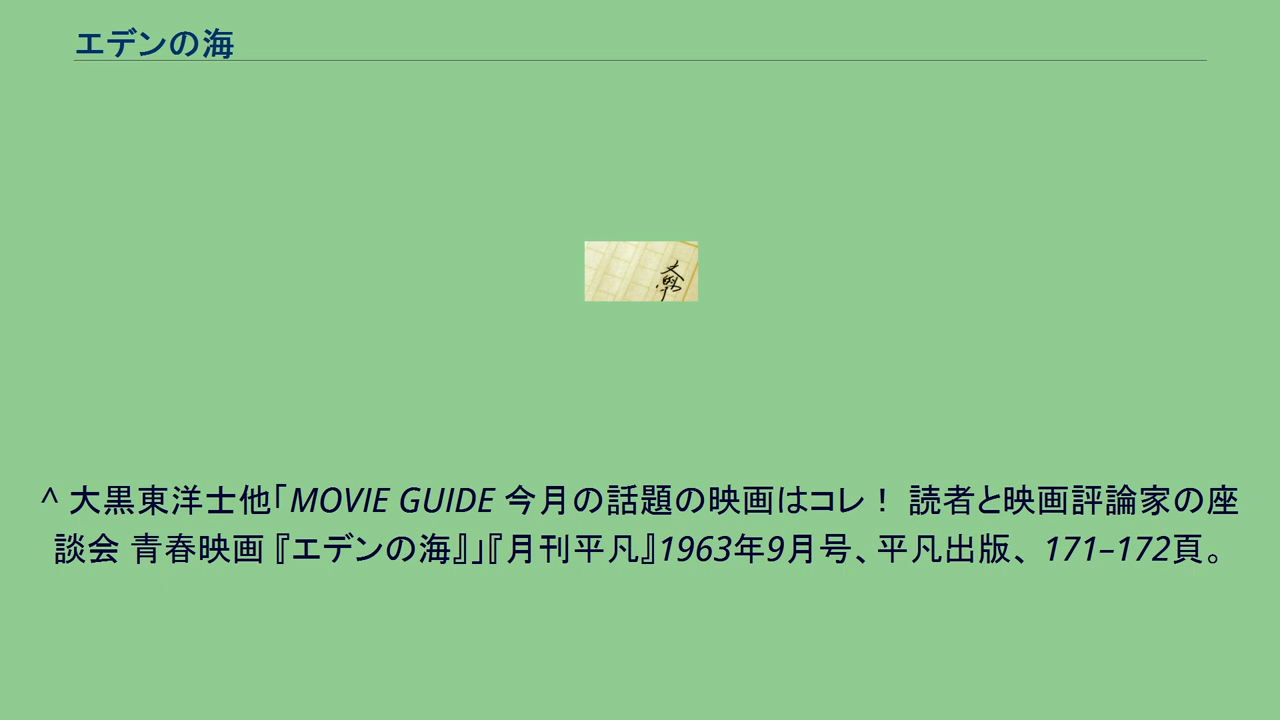 エデンの海
^ 大黒東洋士他「MOVIE GUIDE 今月の話題の映画はコレ！ 読者と映画評論家の座
談会 青春映画『エデンの海』」『月刊平凡』1963年9月号、平凡出版、171–172頁。